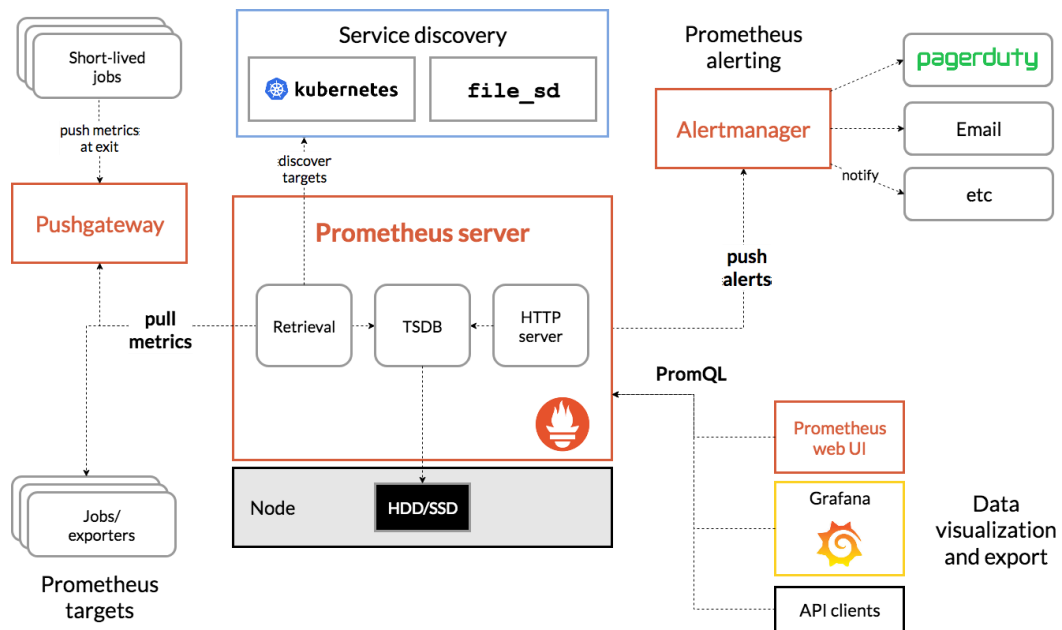 Short-lived
jobs
push metrics
at exit
Pushgateway
pull
metrics
Jobs/
exporters
Prometheus
targets
Service discovery
kubernetes
file_sd
discover
targets
Prometheus server
Retrieval
TSDB
HTTP
server
Node
HDD/SSD
Prometheus
alerting
Alertmanager
pagerduty
Email
etc
notify
push
alerts
PromQL
Prometheus
web UI
Grafana
API clients
Data
visualization
and export